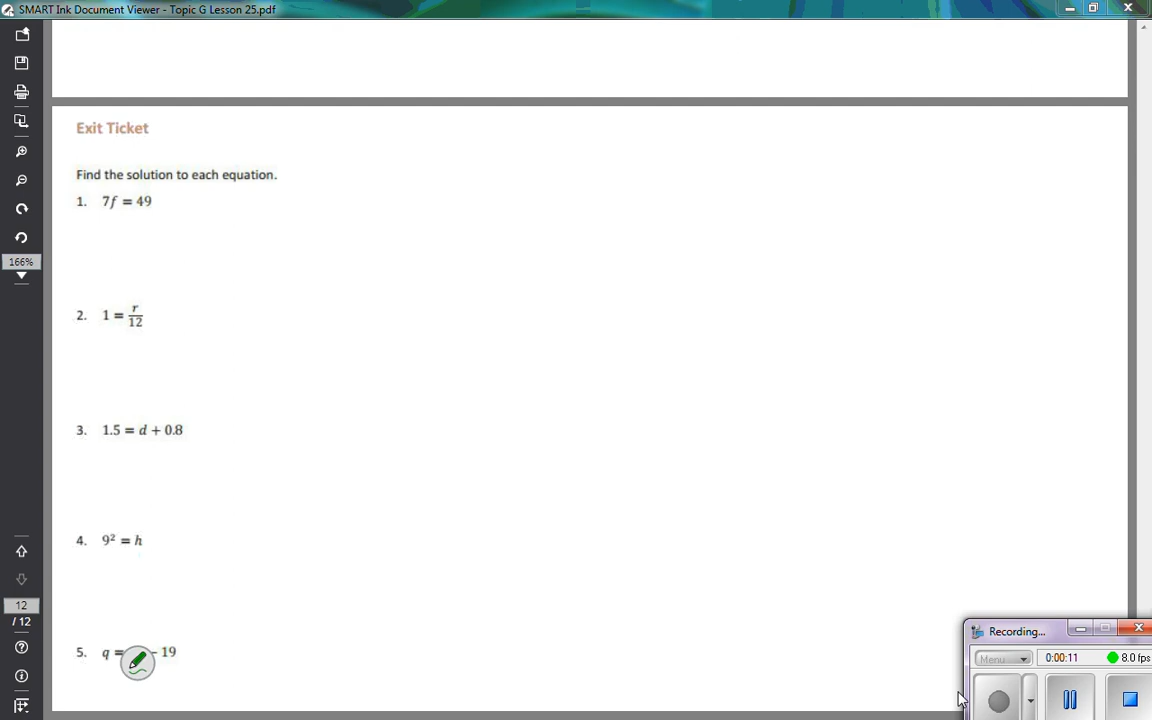 SMART Ink Document Viewer - Topic G Lesson 25.pdf
Exit Ticket
Find the solution to each equation.
1. 7f = 49
2. 1 = r/12
3. 1.5 = d + 0.8
4. 9² = h
5. q = - 19
166%
12
/ 12
Recording...
Menu
0:00:11
8.0 fps